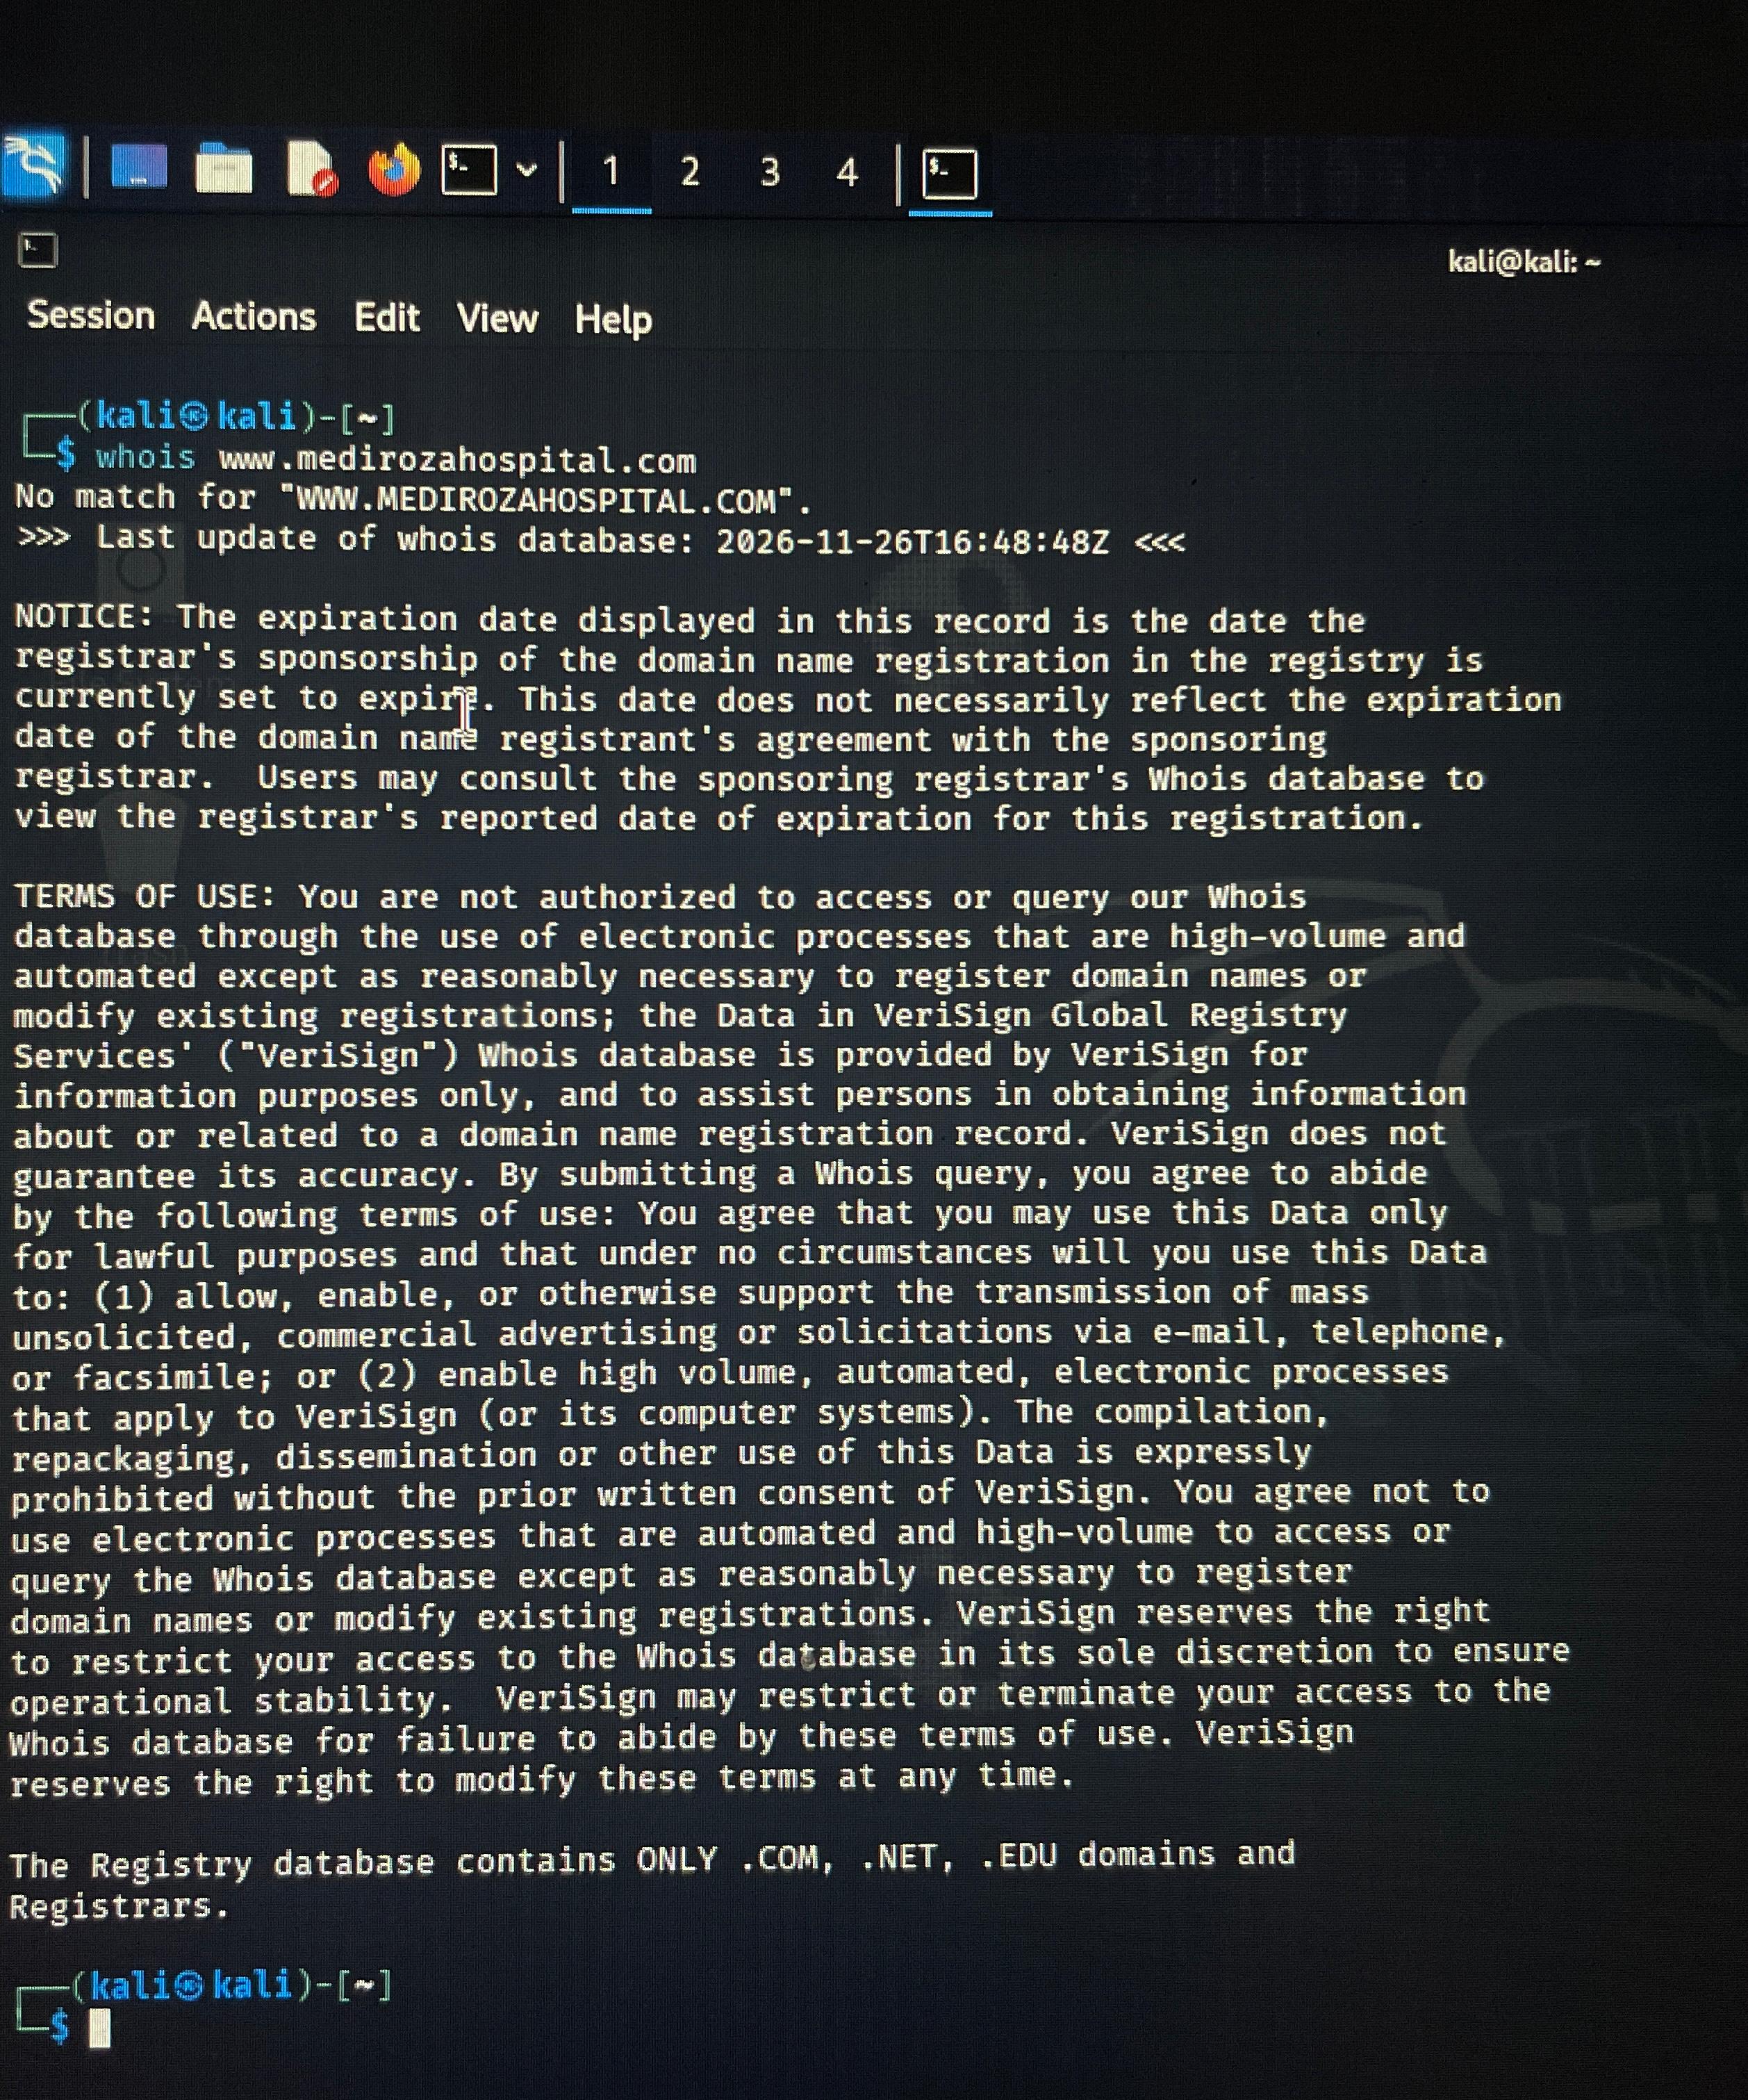 1 2 3 4
kali@kali: ~
Session Actions Edit View Help
┌──(kali㉿kali)-[~]
└─$ whois www.medirozahospital.com
No match for "WWW.MEDIROZAHOSPITAL.COM".
>>> Last update of whois database: 2026-11-26T16:48:48Z <<<
NOTICE: The expiration date displayed in this record is the date the
registrar's sponsorship of the domain name registration in the registry is
currently set to expire. This date does not necessarily reflect the expiration
date of the domain name registrant's agreement with the sponsoring
registrar.  Users may consult the sponsoring registrar's Whois database to
view the registrar's reported date of expiration for this registration.
TERMS OF USE: You are not authorized to access or query our Whois
database through the use of electronic processes that are high-volume and
automated except as reasonably necessary to register domain names or
modify existing registrations; the Data in VeriSign Global Registry
Services' ("VeriSign") Whois database is provided by VeriSign for
information purposes only, and to assist persons in obtaining information
about or related to a domain name registration record. VeriSign does not
guarantee its accuracy. By submitting a Whois query, you agree to abide
by the following terms of use: You agree that you may use this Data only
for lawful purposes and that under no circumstances will you use this Data
to: (1) allow, enable, or otherwise support the transmission of mass
unsolicited, commercial advertising or solicitations via e-mail, telephone,
or facsimile; or (2) enable high volume, automated, electronic processes
that apply to VeriSign (or its computer systems). The compilation,
repackaging, dissemination or other use of this Data is expressly
prohibited without the prior written consent of VeriSign. You agree not to
use electronic processes that are automated and high-volume to access or
query the Whois database except as reasonably necessary to register
domain names or modify existing registrations. VeriSign reserves the right
to restrict your access to the Whois database in its sole discretion to ensure
operational stability.  VeriSign may restrict or terminate your access to the
Whois database for failure to abide by these terms of use. VeriSign
reserves the right to modify these terms at any time.
The Registry database contains ONLY .COM, .NET, .EDU domains and
Registrars.
┌──(kali㉿kali)-[~]
└─$